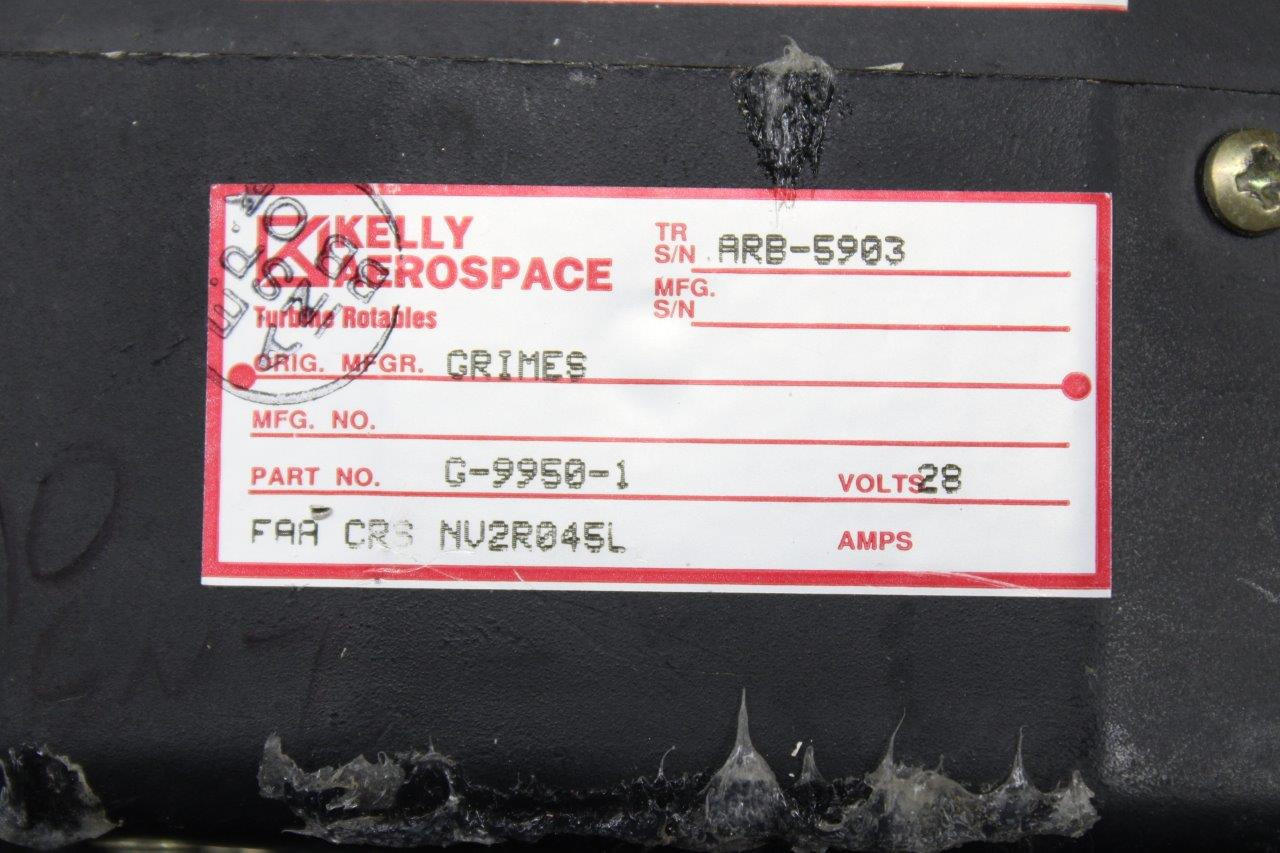 KELLY
AEROSPACE
Turbine Rotables
TR
S/N ARB-5903
MFG.
S/N
ORIG. MFGR. GRIMES
MFG. NO.
PART NO. G-9950-1 VOLTS 28
FAA CRS NV2R045L AMPS